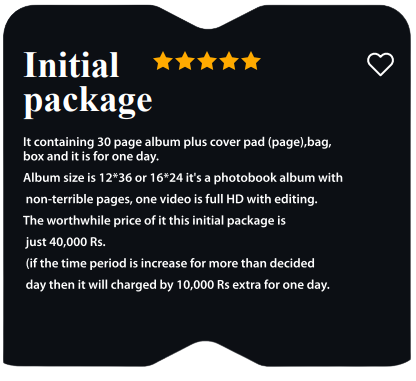 Initial
package
It containing 30 page album plus cover pad (page),bag,
box and it is for one day.
Album size is 12*36 or 16*24 it's a photobook album with
non-terrible pages, one video is full HD with editing.
The worthwhile price of it this initial package is
just 40,000 Rs.
(if the time period is increase for more than decided
day then it will charged by 10,000 Rs extra for one day.